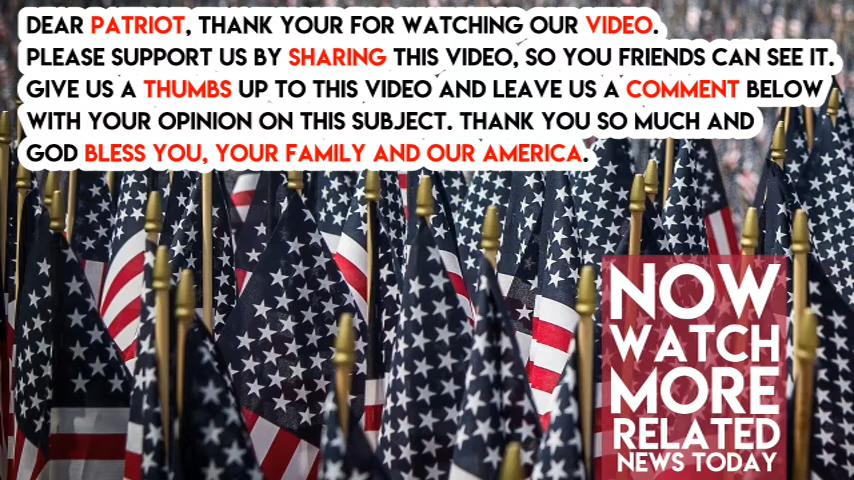 DEAR PATRIOT, THANK YOUR FOR WATCHING OUR VIDEO.
PLEASE SUPPORT US BY SHARING THIS VIDEO, SO YOU FRIENDS CAN SEE IT.
GIVE US A THUMBS UP TO THIS VIDEO AND LEAVE US A COMMENT BELOW
WITH YOUR OPINION ON THIS SUBJECT. THANK YOU SO MUCH AND
GOD BLESS YOU, YOUR FAMILY AND OUR AMERICA.
NOW
WATCH
MORE
RELATED
NEWS TODAY